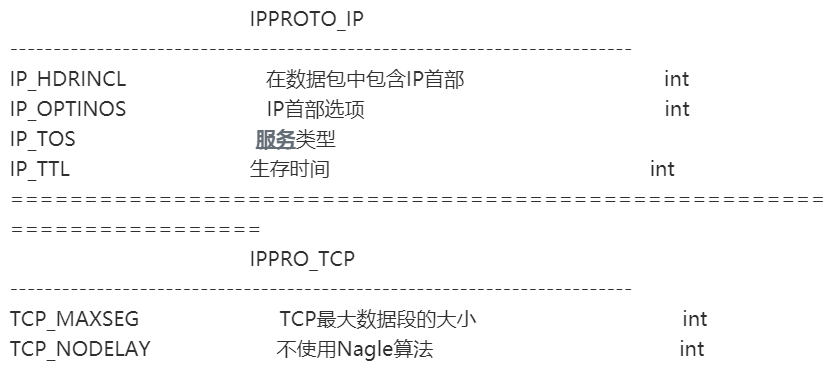 IPPROTO_IP
------------------------------------------------------------------------
IP_HDRINCL 在数据包中包含IP首部 int
IP_OPTINOS IP首部选项 int
IP_TOS 服务类型
IP_TTL 生存时间 int
=======================================================
=================
IPPRO_TCP
------------------------------------------------------------------------
TCP_MAXSEG TCP最大数据段的大小 int
TCP_NODELAY 不使用Nagle算法 int